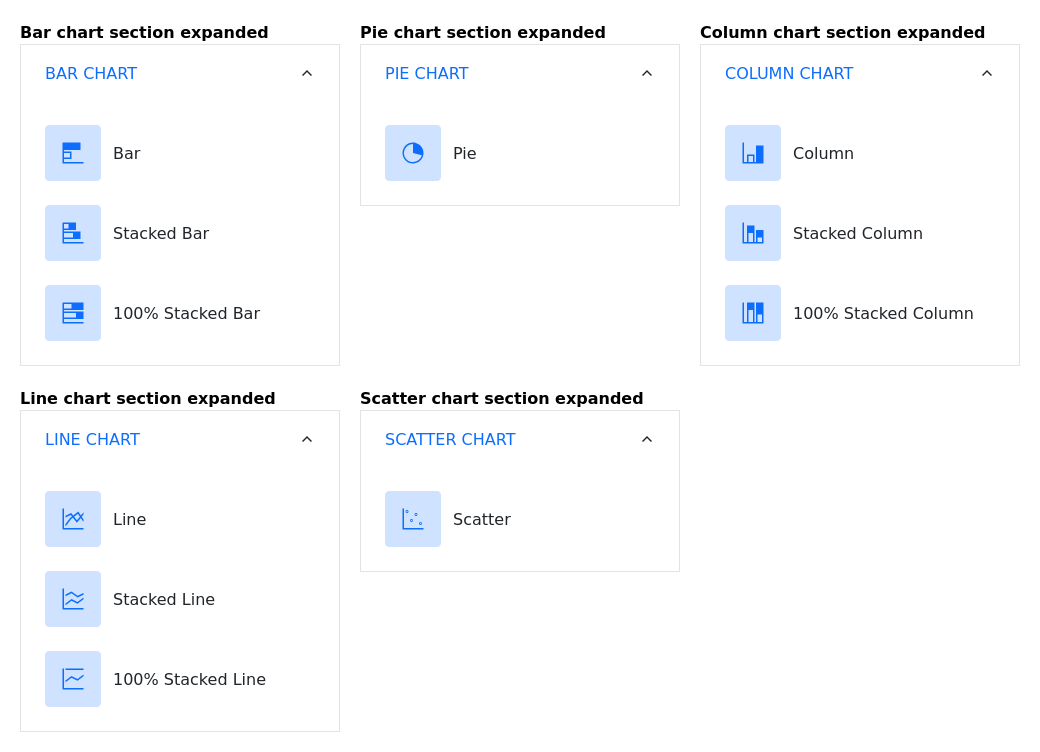 Bar chart section expanded
BAR CHART
Bar
Stacked Bar
100% Stacked Bar
Pie chart section expanded
PIE CHART
Pie
Column chart section expanded
COLUMN CHART
Column
Stacked Column
100% Stacked Column
Line chart section expanded
LINE CHART
Line
Stacked Line
100% Stacked Line
Scatter chart section expanded
SCATTER CHART
Scatter